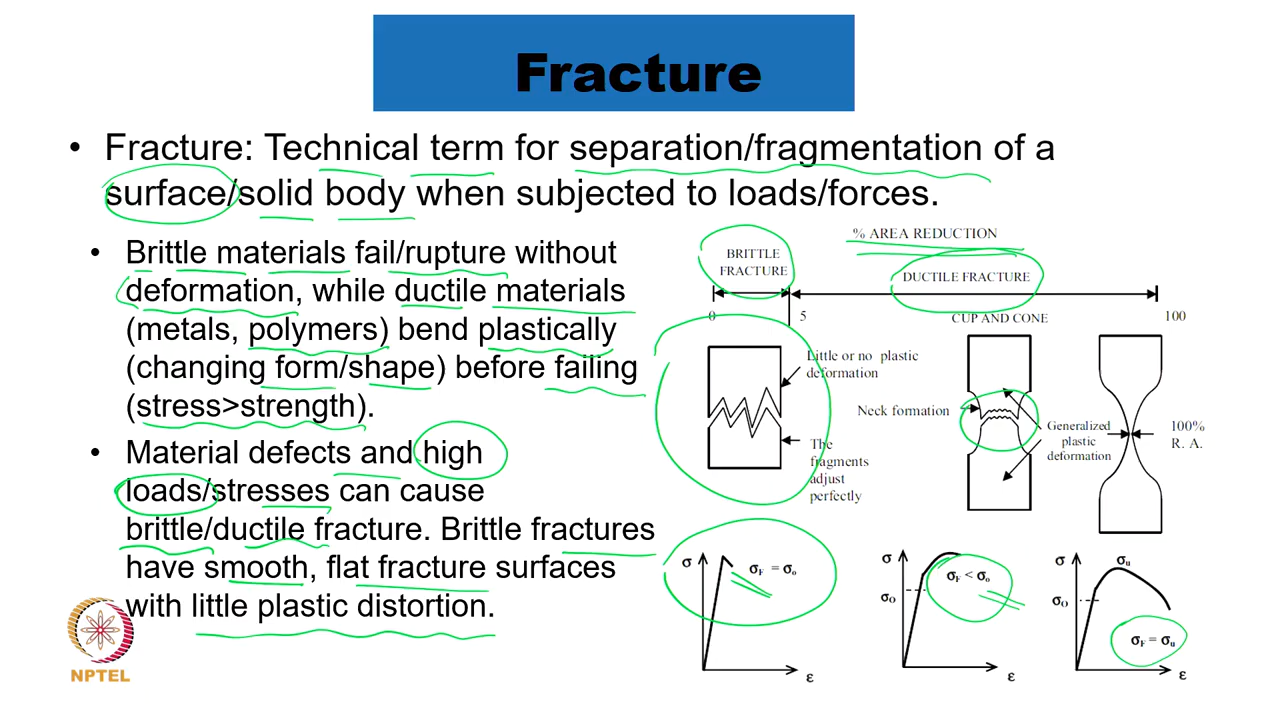 Fracture
• Fracture: Technical term for separation/fragmentation of a
surface/solid body when subjected to loads/forces.
• Brittle materials fail/rupture without
deformation, while ductile materials
(metals, polymers) bend plastically
(changing form/shape) before failing
(stress>strength).
• Material defects and high
loads/stresses can cause
brittle/ductile fracture. Brittle fractures
have smooth, flat fracture surfaces
with little plastic distortion.
NPTEL
% AREA REDUCTION
BRITTLE
FRACTURE
DUCTILE FRACTURE
0
5
CUP AND CONE
100
Little or no plastic
deformation
The
fragments
adjust
perfectly
Neck formation
Generalized
plastic
deformation
100%
R. A.
σ
σF = σo
ε
σ
σO
σF < σo
ε
σ
σO
σu
σF = σu
ε